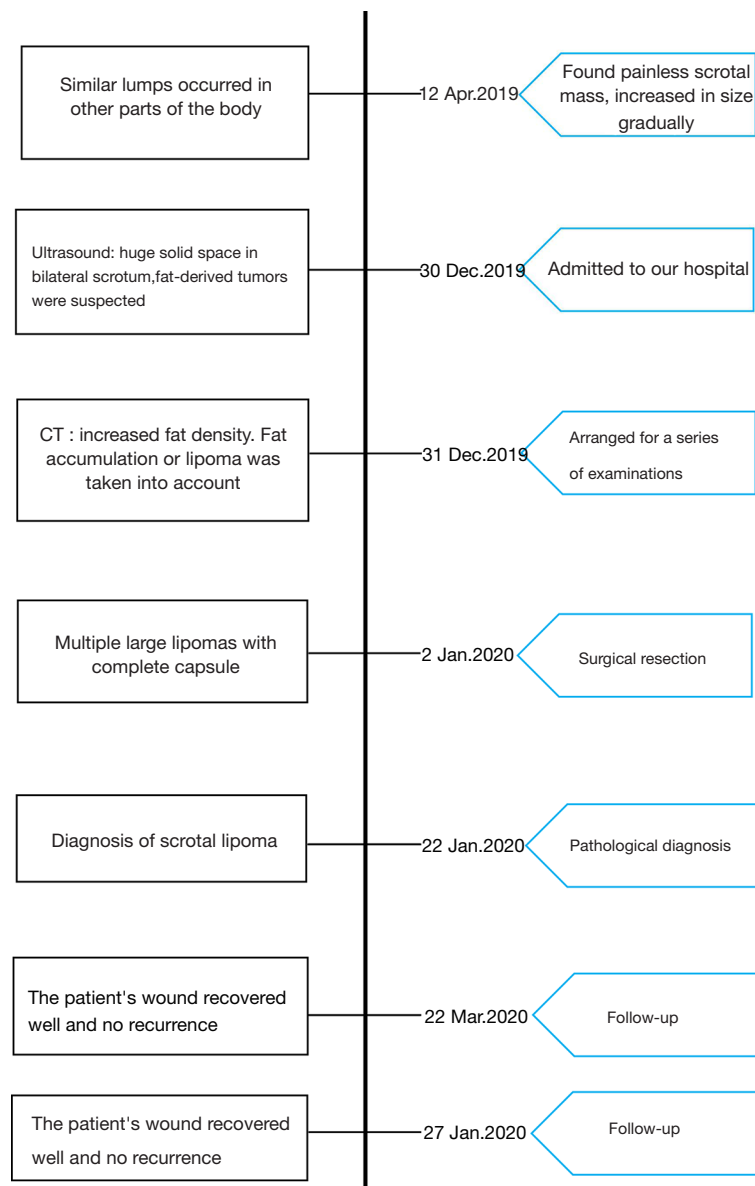 Similar lumps occurred in
other parts of the body
12 Apr.2019
Found painless scrotal
mass, increased in size
gradually
Ultrasound: huge solid space in
bilateral scrotum,fat-derived tumors
were suspected
30 Dec.2019
Admitted to our hospital
CT : increased fat density. Fat
accumulation or lipoma was
taken into account
31 Dec.2019
Arranged for a series
of examinations
Multiple large lipomas with
complete capsule
2 Jan.2020
Surgical resection
Diagnosis of scrotal lipoma
22 Jan.2020
Pathological diagnosis
The patient's wound recovered
well and no recurrence
22 Mar.2020
Follow-up
The patient's wound recovered
well and no recurrence
27 Jan.2020
Follow-up